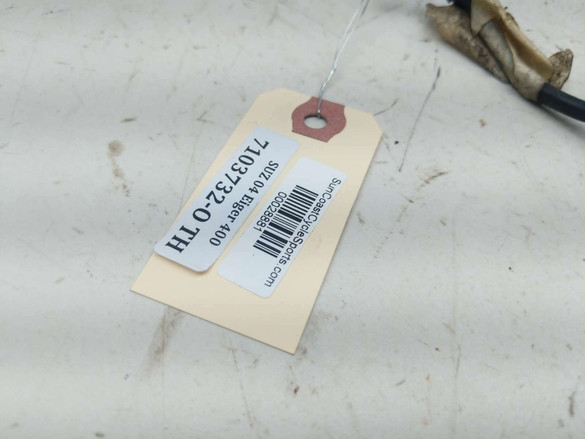 SUZ 04 Eiger 400
7103732-O TH
SunCoastCycleSports.com
00028881